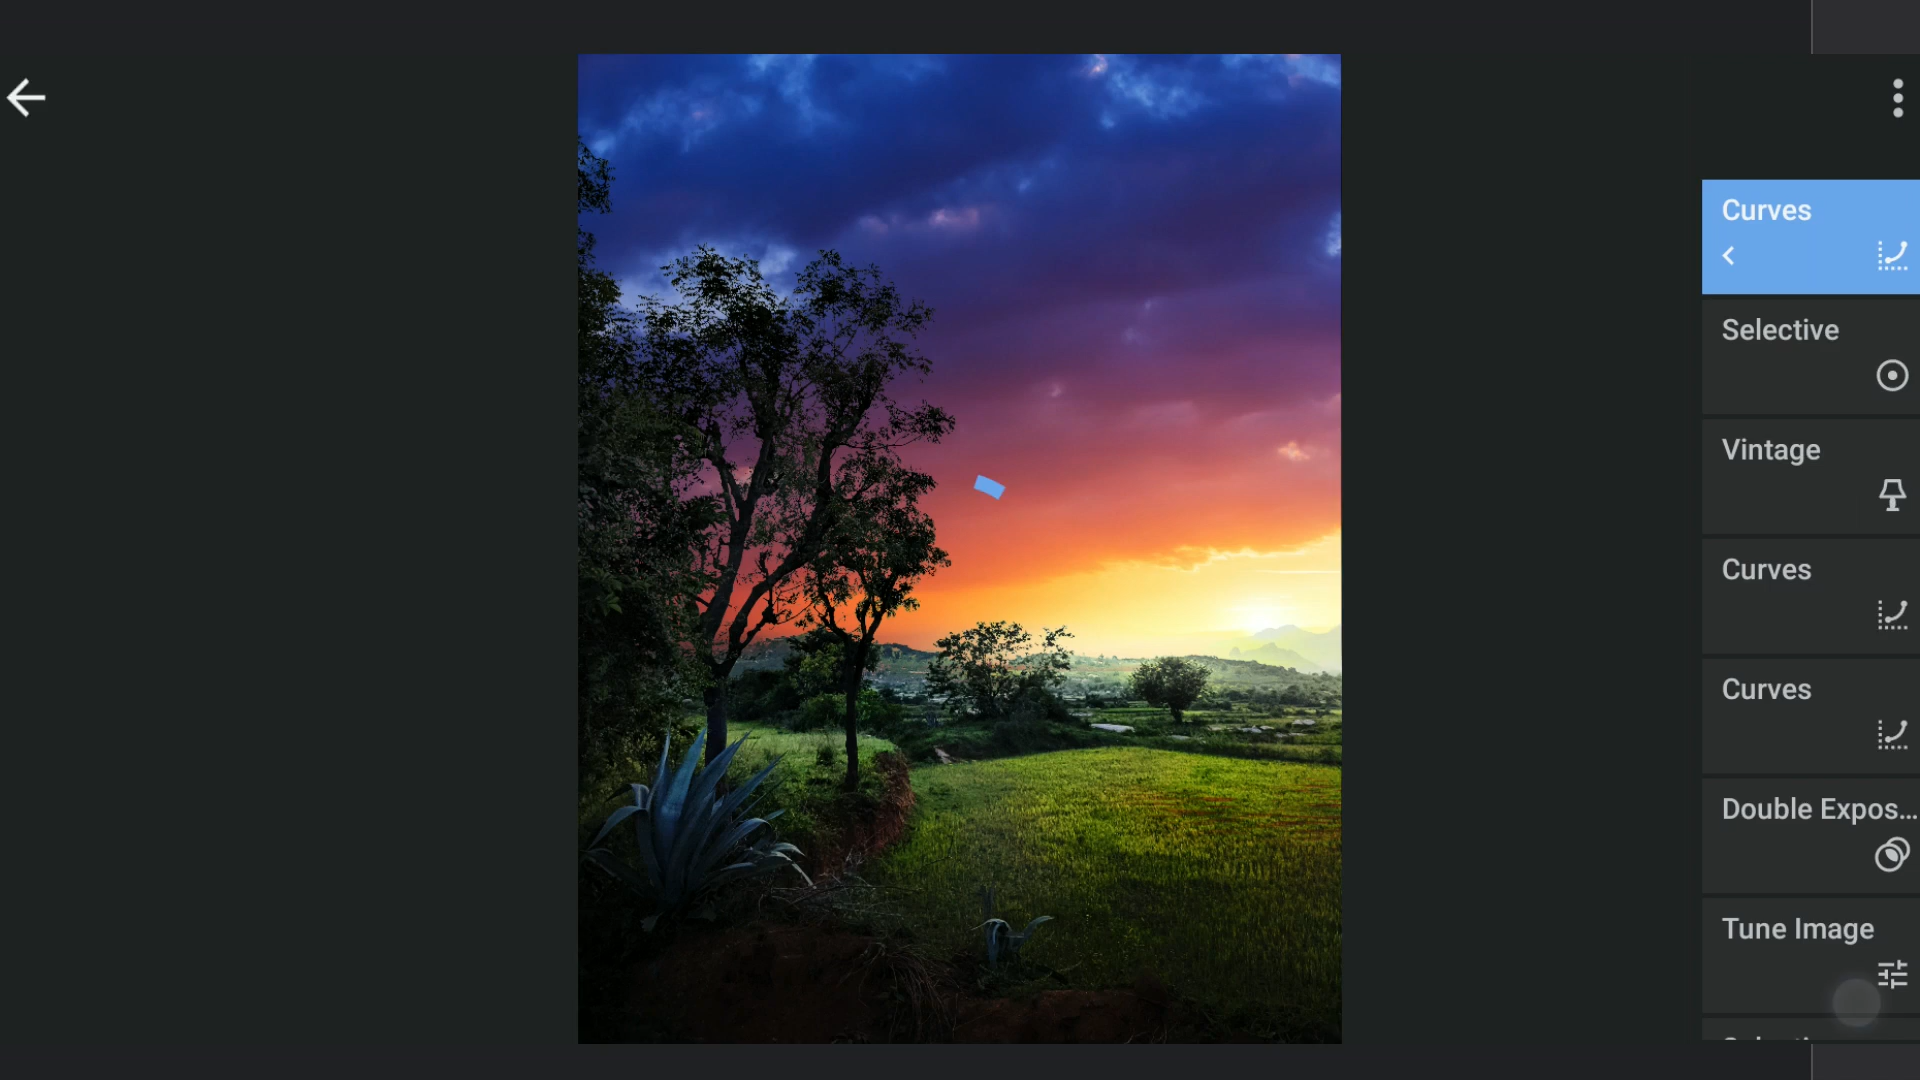 Curves
Selective
Vintage
Curves
Curves
Double Expos...
Tune Image